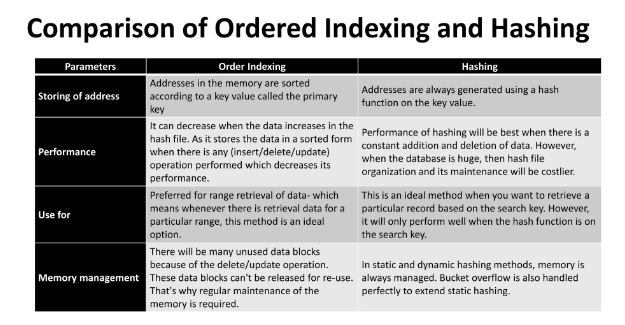 Comparison of Ordered Indexing and Hashing
Parameters Order Indexing Hashing
Storing of address
Addresses in the memory are sorted
according to a key value called the primary
key
Addresses are always generated using a hash
function on the key value.
Performance
It can decrease when the data increases in the
hash file. As it stores the data in a sorted form
when there is any (insert/delete/update)
operation performed which decreases its
performance.
Performance of hashing will be best when there is a
constant addition and deletion of data. However,
when the database is huge, then hash file
organization and its maintenance will be costlier.
Use for
Preferred for range retrieval of data- which
means whenever there is retrieval data for a
particular range, this method is an ideal
option.
This is an ideal method when you want to retrieve a
particular record based on the search key. However,
it will only perform well when the hash function is on
the search key.
Memory management
There will be many unused data blocks
because of the delete/update operation.
These data blocks can't be released for re-use.
That's why regular maintenance of the
memory is required.
In static and dynamic hashing methods, memory is
always managed. Bucket overflow is also handled
perfectly to extend static hashing.